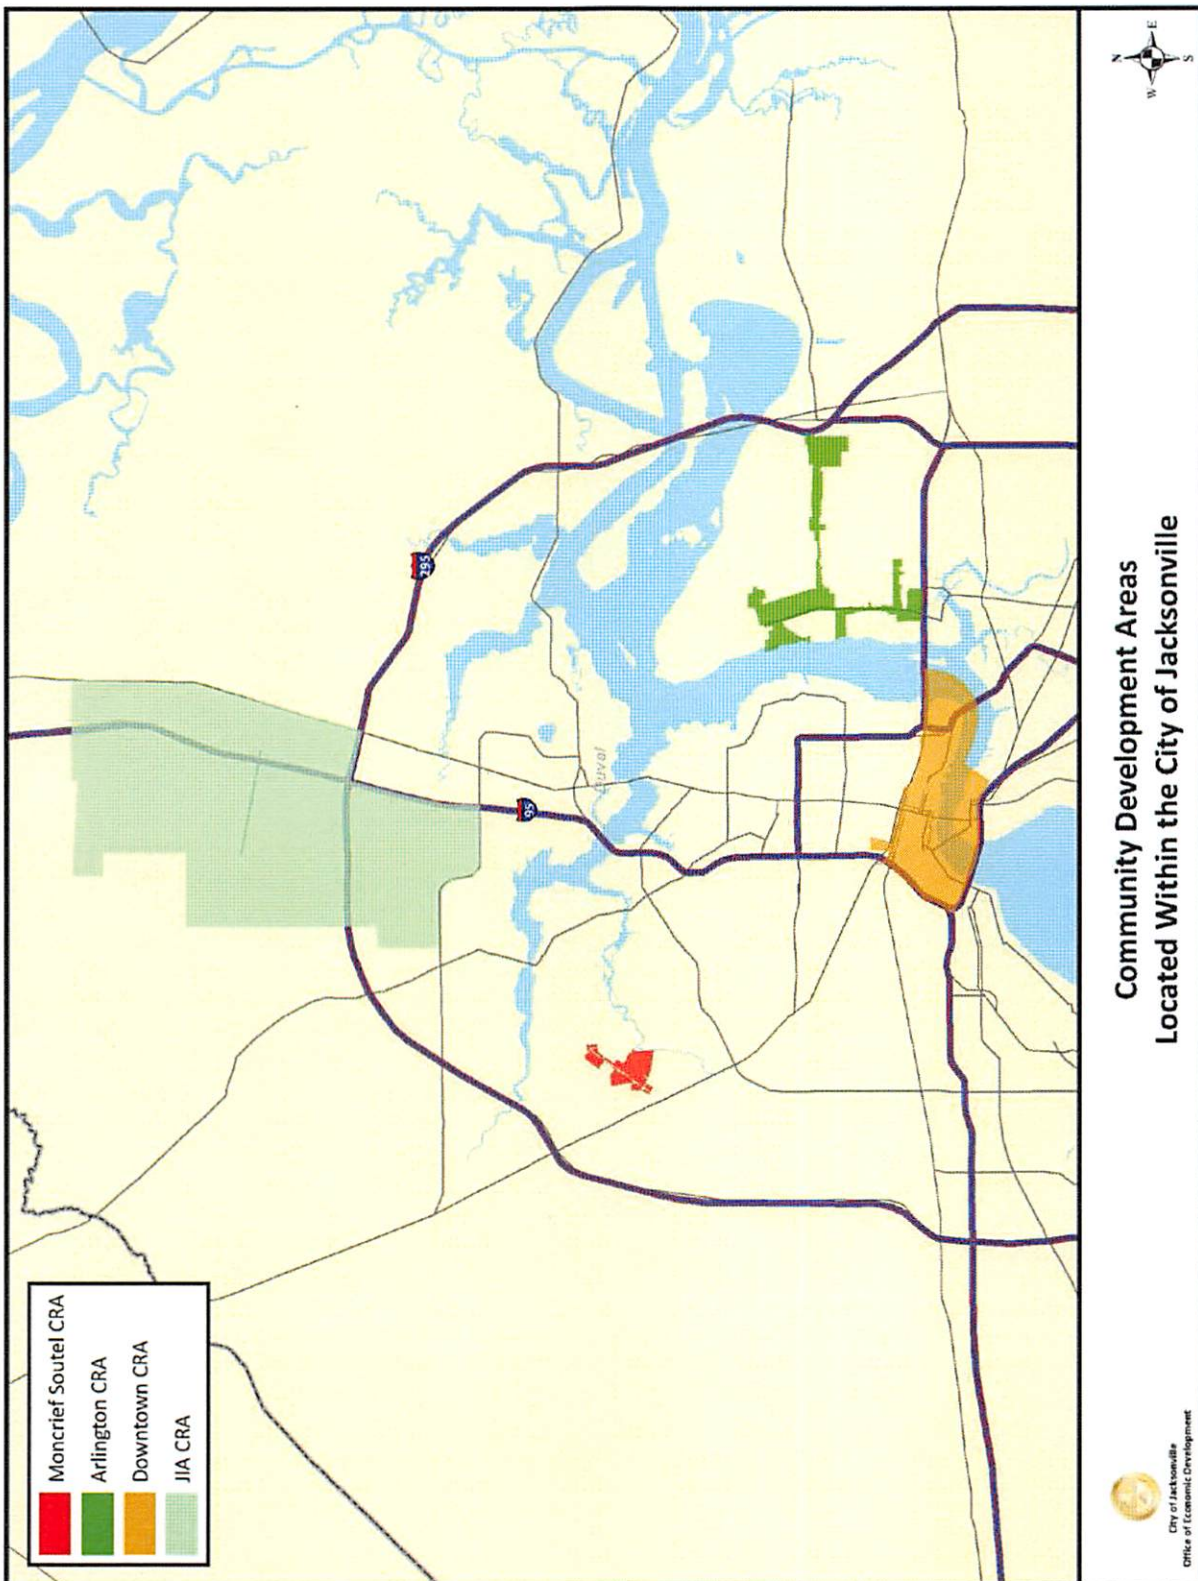 Moncrief Soutel CRA
Arlington CRA
Downtown CRA
JIA CRA
295
95
Community Development Areas
Located Within the City of Jacksonville
City of Jacksonville
Office of Economic Development
N
W
E
S